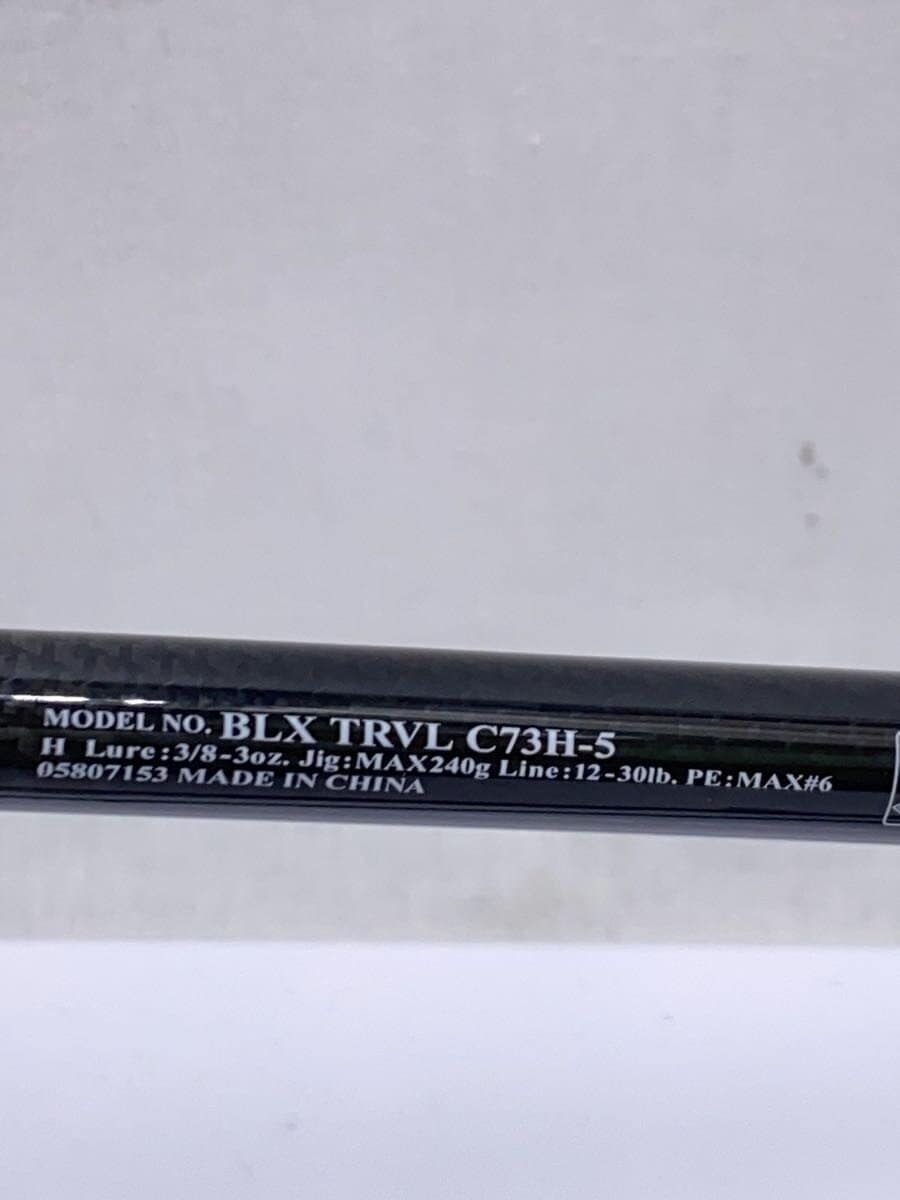 MODEL NO. BLX TRVL C73H-5
H Lure:3/8-3oz. Jig:MAX240g Line:12-30lb. PE:MAX#6
05807153 MADE IN CHINA